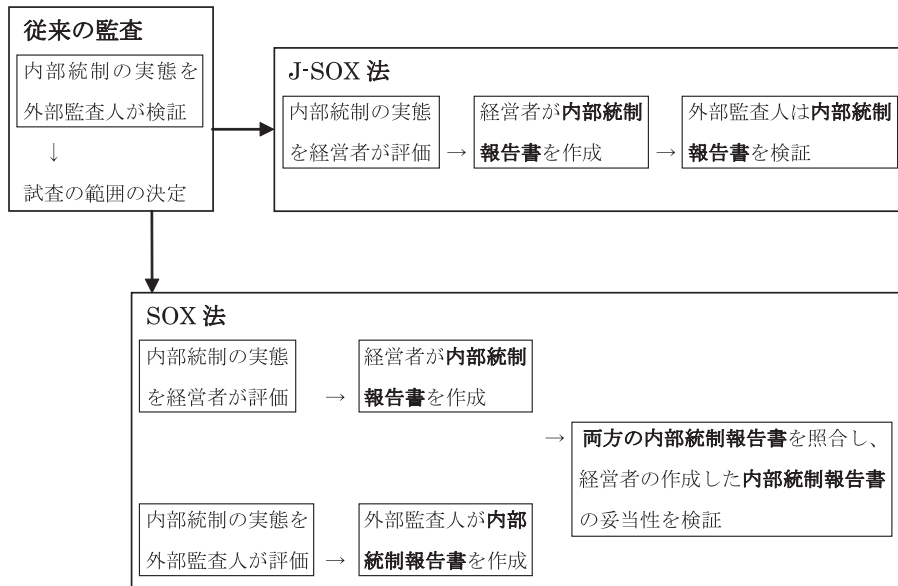 従来の監査
内部統制の実態を
外部監査人が検証
↓
試査の範囲の決定
J-SOX 法
内部統制の実態
を経営者が評価
→
経営者が内部統制
報告書を作成
→
外部監査人は内部統制
報告書を検証
SOX 法
内部統制の実態
を経営者が評価
→
経営者が内部統制
報告書を作成
内部統制の実態を
外部監査人が評価
→
外部監査人が内部
統制報告書を作成
→
両方の内部統制報告書を照合し、
経営者の作成した内部統制報告書
の妥当性を検証